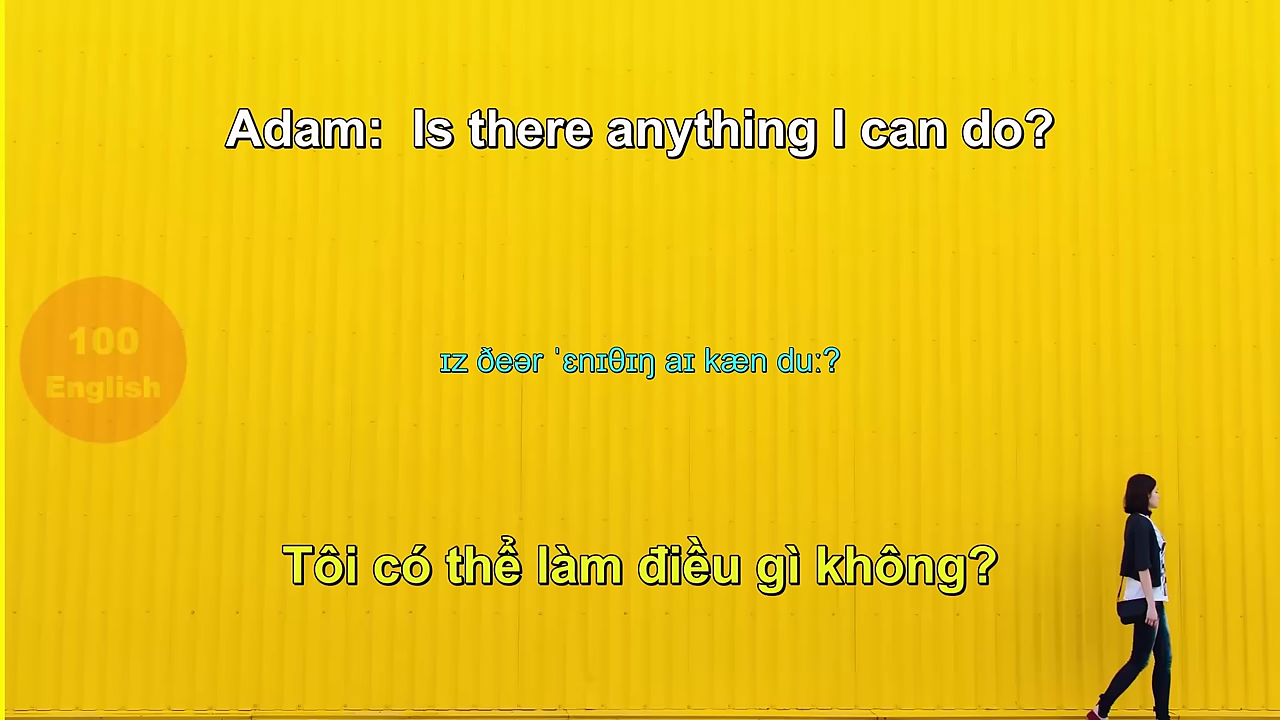 Adam: Is there anything I can do?
100
English
ɪz ðeər ˈɛnɪθɪŋ aɪ kæn duː?
Tôi có thể làm điều gì không?